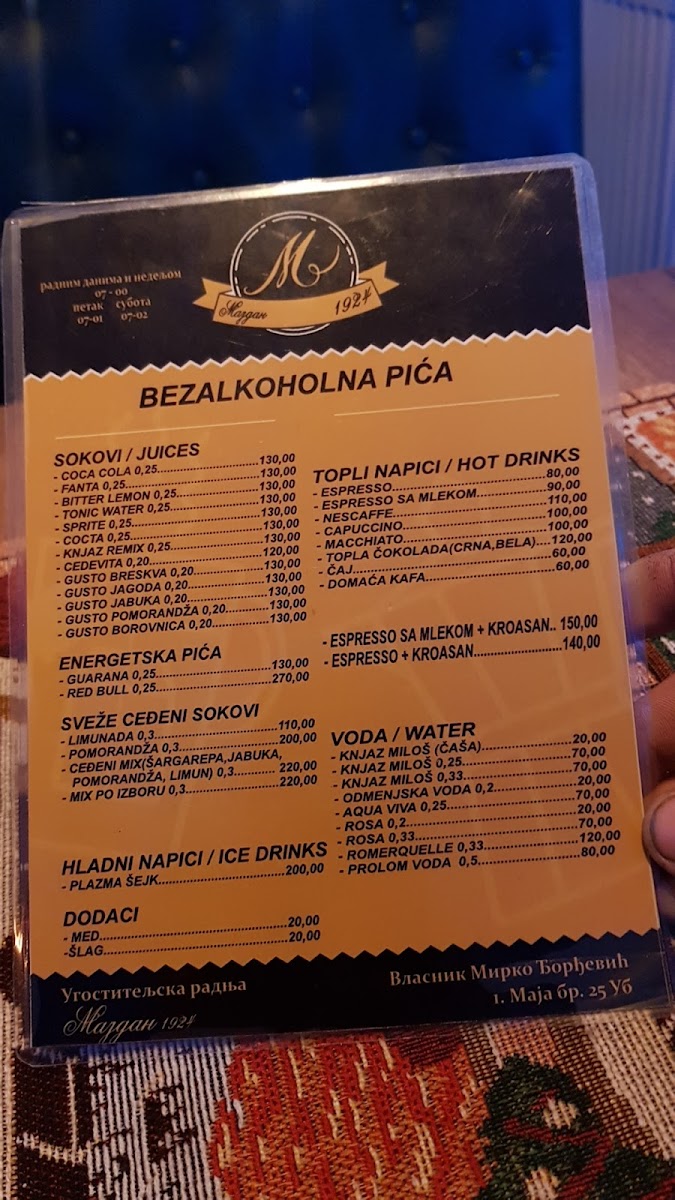 радним данима и недељом
07 - 00
петак субота
07-01 07-02
M
Мајдан 1924
BEZALKOHOLNA PIĆA
SOKOVI / JUICES
- COCA COLA 0,25..............................130,00
- FANTA 0,25..............................130,00
- BITTER LEMON 0,25..............................130,00
- TONIC WATER 0,25..............................130,00
- SPRITE 0,25..............................130,00
- COCTA 0,25..............................130,00
- KNJAZ REMIX 0,25..............................130,00
- CEDEVITA 0,20..............................120,00
- GUSTO BRESKVA 0,20..............................130,00
- GUSTO JAGODA 0,20..............................130,00
- GUSTO JABUKA 0,20..............................130,00
- GUSTO POMORANDŽA 0,20..............................130,00
- GUSTO BOROVNICA 0,20..............................130,00
ENERGETSKA PIĆA
- GUARANA 0,25..............................130,00
- RED BULL 0,25..............................270,00
SVEŽE CEĐENI SOKOVI
- LIMUNADA 0,3..............................110,00
- POMORANDŽA 0,3..............................200,00
- CEĐENI MIX(ŠARGAREPA,JABUKA,
POMORANDŽA, LIMUN) 0,3.............. 220,00
- MIX PO IZBORU 0,3..............................220,00
HLADNI NAPICI / ICE DRINKS
- PLAZMA ŠEJK..............................200,00
DODACI
- MED..............................20,00
-ŠLAG..............................20,00
TOPLI NAPICI / HOT DRINKS
- ESPRESSO..............................80,00
- ESPRESSO SA MLEKOM..............................90,00
- NESCAFFE..............................110,00
- CAPUCCINO..............................100,00
- MACCHIATO..............................100,00
- TOPLA ČOKOLADA(CRNA,BELA)....120,00
- ČAJ..............................60,00
- DOMAĆA KAFA..............................60,00
- ESPRESSO SA MLEKOM + KROASAN.. 150,00
- ESPRESSO + KROASAN..............................140,00
VODA / WATER
- KNJAZ MILOŠ (ČAŠA)..............................20,00
- KNJAZ MILOŠ 0,25..............................70,00
- KNJAZ MILOŠ 0,33..............................70,00
- ODMENJSKA VODA 0,2..............................20,00
- AQUA VIVA 0,25..............................70,00
- ROSA 0,2..............................20,00
- ROSA 0,33..............................70,00
- ROMERQUELLE 0,33..............................120,00
- PROLOM VODA 0,5..............................80,00
Угоститељска радња
Мајдан 1924
Власник Мирко Ђорђевић
1. Маја бр. 25 Уб